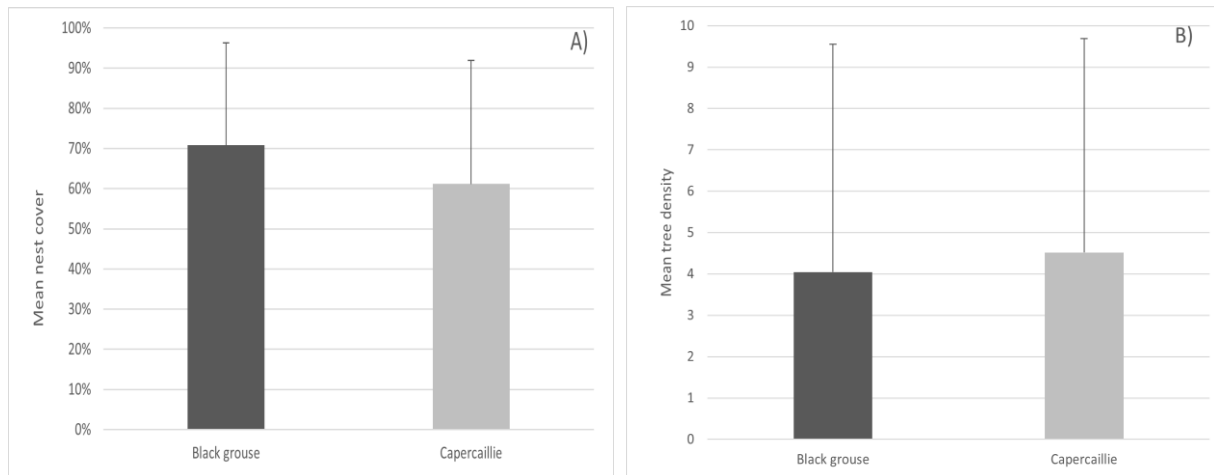 A)
Mean nest cover
100%
90%
80%
70%
60%
50%
40%
30%
20%
10%
0%
Black grouse
Capercaillie
B)
Mean tree density
10
9
8
7
6
5
4
3
2
1
0
Black grouse
Capercaillie